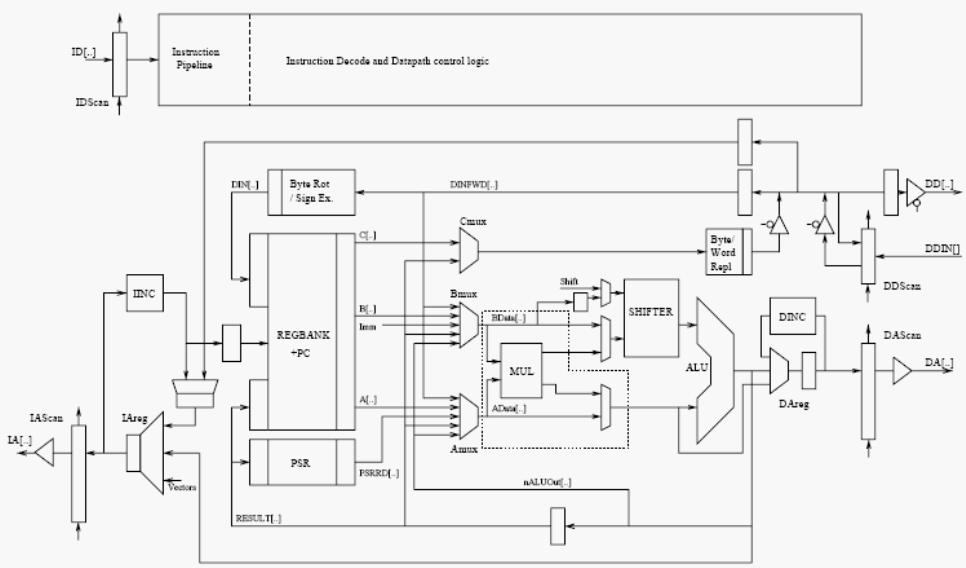 ID[..]
IDScan
Instruction
Pipeline
Instruction Decode and Datapath control logic
DIN[..]
Byte Rot
/ Sign Ex.
DINFWD[..]
DD[..]
Cmux
C[..]
Byte/
Word
Repl
DDIN[]
DDScan
IINC
Shift
Bmux
BData[..]
SHIFTER
B[..]
Imm
REGBANK
+PC
DINC
DAScan
MUL
ALU
DA[..]
A[..]
AData[..]
DAreg
IAScan
IAreg
IA[..]
Amux
PSR
PSRRD[..]
Vectors
nALUOut[..]
RESULT[..]